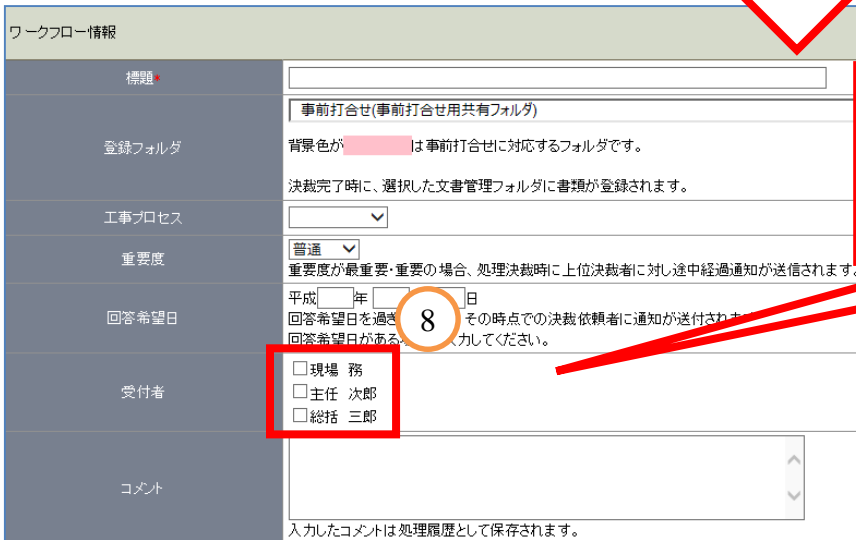 ワークフロー情報
標題*
登録フォルダ
事前打合せ(事前打合せ用共有フォルダ)
背景色が は事前打合せに対応するフォルダです。
決裁完了時に、選択した文書管理フォルダに書類が登録されます。
工事プロセス
重要度
普通
重要度が最重要・重要の場合、処理決裁時に上位決裁者に対し途中経過通知が送信されます。
回答希望日
平成 年 日
回答希望日を過ぎ その時点での決裁依頼者に通知が送付され
回答希望日がある 力してください。
8
受付者
現場 務
主任 次郎
総括 三郎
コメント
入力したコメントは処理履歴として保存されます。